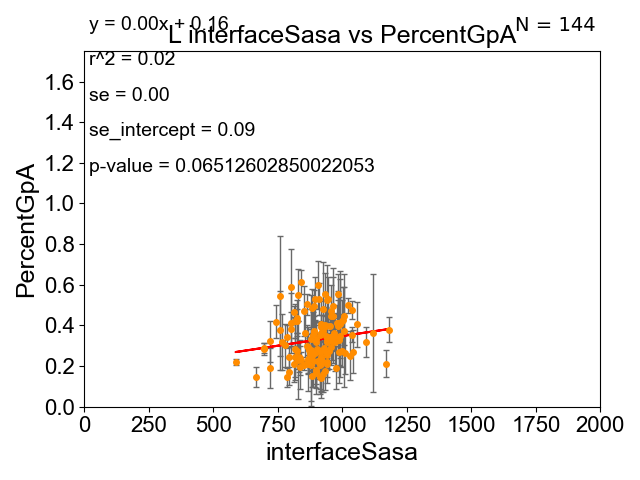 y = 0.00x + 0.16
L interfaceSasa vs PercentGpA
N = 144
r^2 = 0.02
se = 0.00
se_intercept = 0.09
p-value = 0.06512602850022053
PercentGpA
1.6
1.4
1.2
1.0
0.8
0.6
0.4
0.2
0.0
0 250 500 750 1000 1250 1500 1750 2000
interfaceSasa